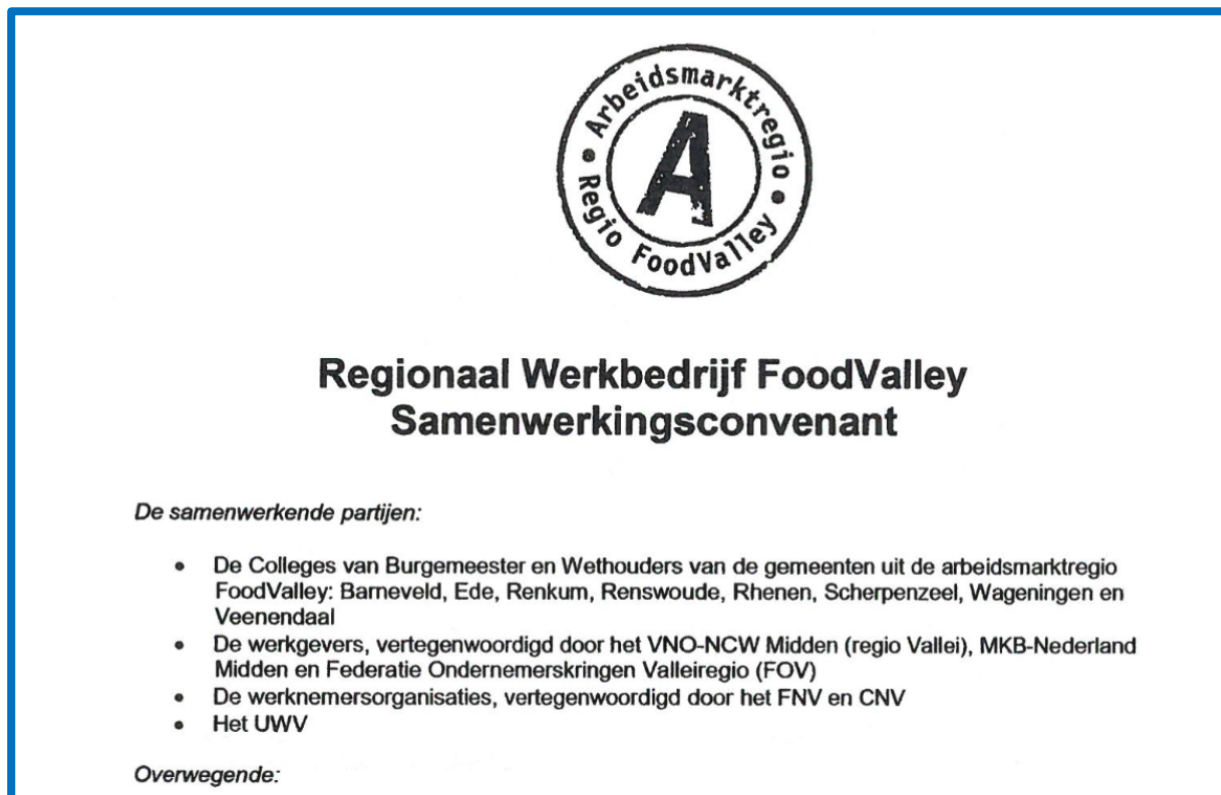 • Arbeidsmarktregio •
Regio FoodValley
A
Regionaal Werkbedrijf FoodValley
Samenwerkingsconvenant
De samenwerkende partijen:
• De Colleges van Burgemeester en Wethouders van de gemeenten uit de arbeidsmarktregio
FoodValley: Barneveld, Ede, Renkum, Renswoude, Rhenen, Scherpenzeel, Wageningen en
Veenendaal
• De werkgevers, vertegenwoordigd door het VNO-NCW Midden (regio Vallei), MKB-Nederland
Midden en Federatie Ondernemerskringen Valleiregio (FOV)
• De werknemersorganisaties, vertegenwoordigd door het FNV en CNV
• Het UWV
Overwegende: